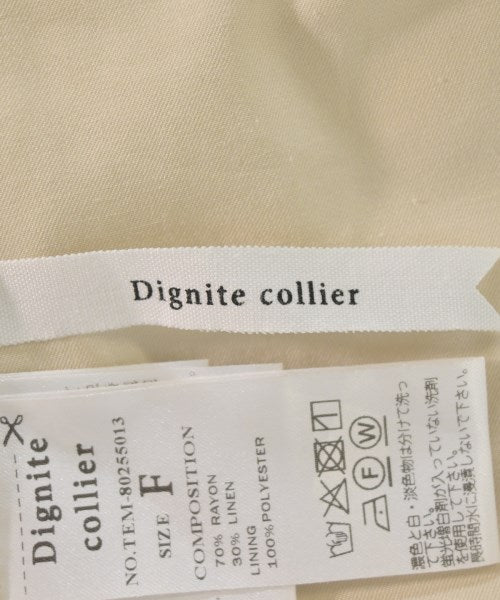 Dignite collier
Dignite
collier
NO.TEM-80255013
SIZE F
COMPOSITION
70% RAYON
30% LINEN
LINING
100%POLYESTER
F W
濃色と白・淡色物は分けて洗っ
て下さい。
蛍光増白剤が入っていない洗剤
を使用して下さい。
長時間水に浸漬しないで下さい。